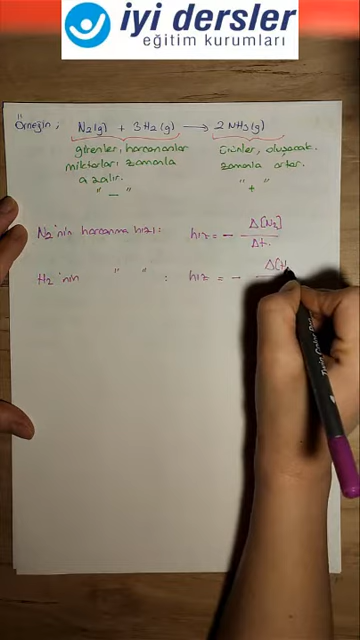 iyi dersler
eğitim kurumları
Örneğin; N₂(g) + 3H₂(g) → 2NH₃(g)
girenler, harcananlar
miktarları zamanla
azalır.
" — "
Ürünler, oluşacak.
zamanla artar.
" "
" + "
N₂'nin harcanma hızı: hız = - Δ[N₂]
Δt.
H₂'nin " " : hız = - Δ[H